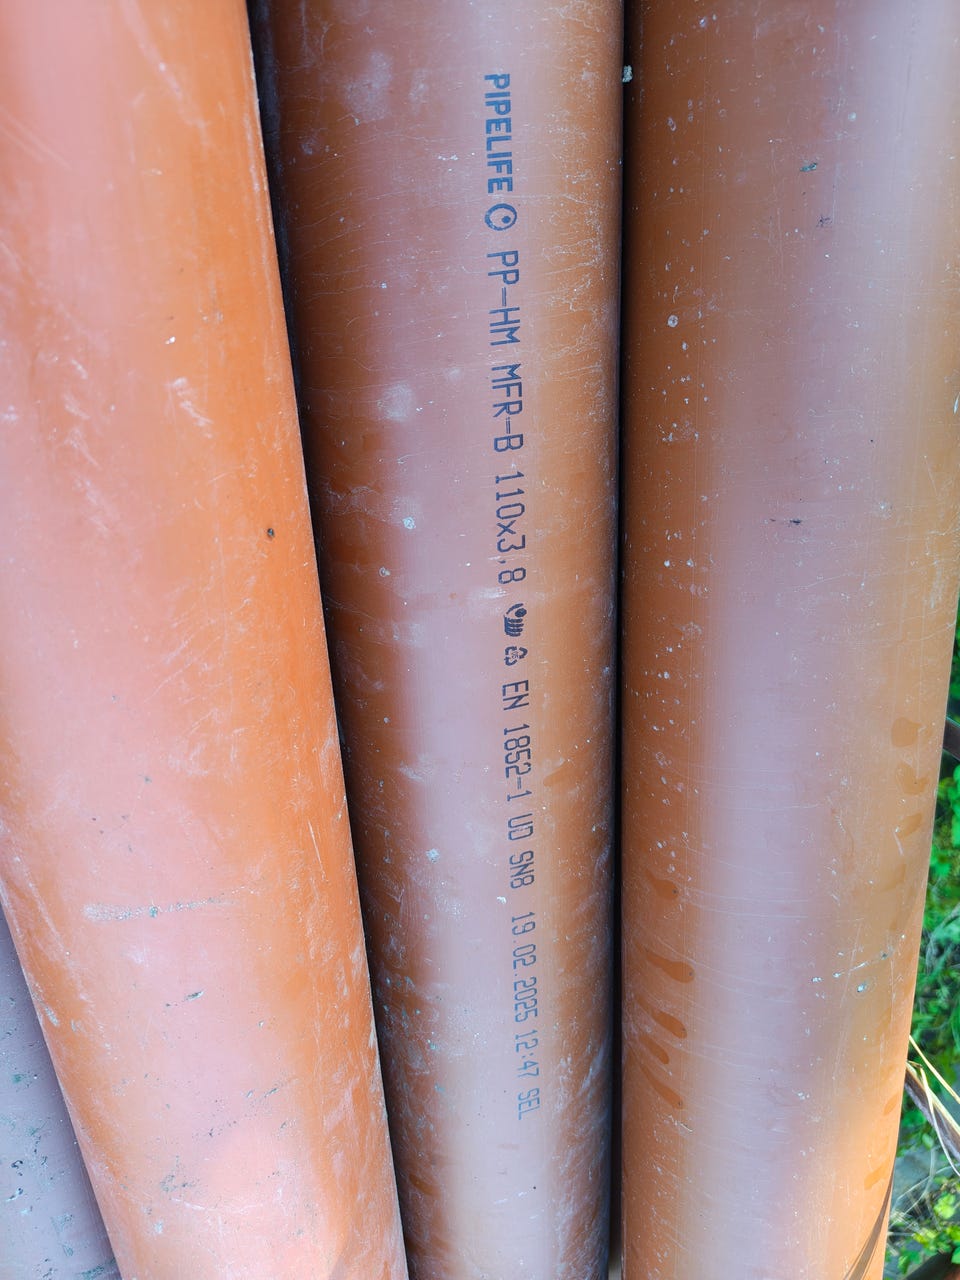 PIPELIFE PP-HM MFR-B 110x3,8 EN 1852-1 UD SN8 19.02.2025 12:47 SEL